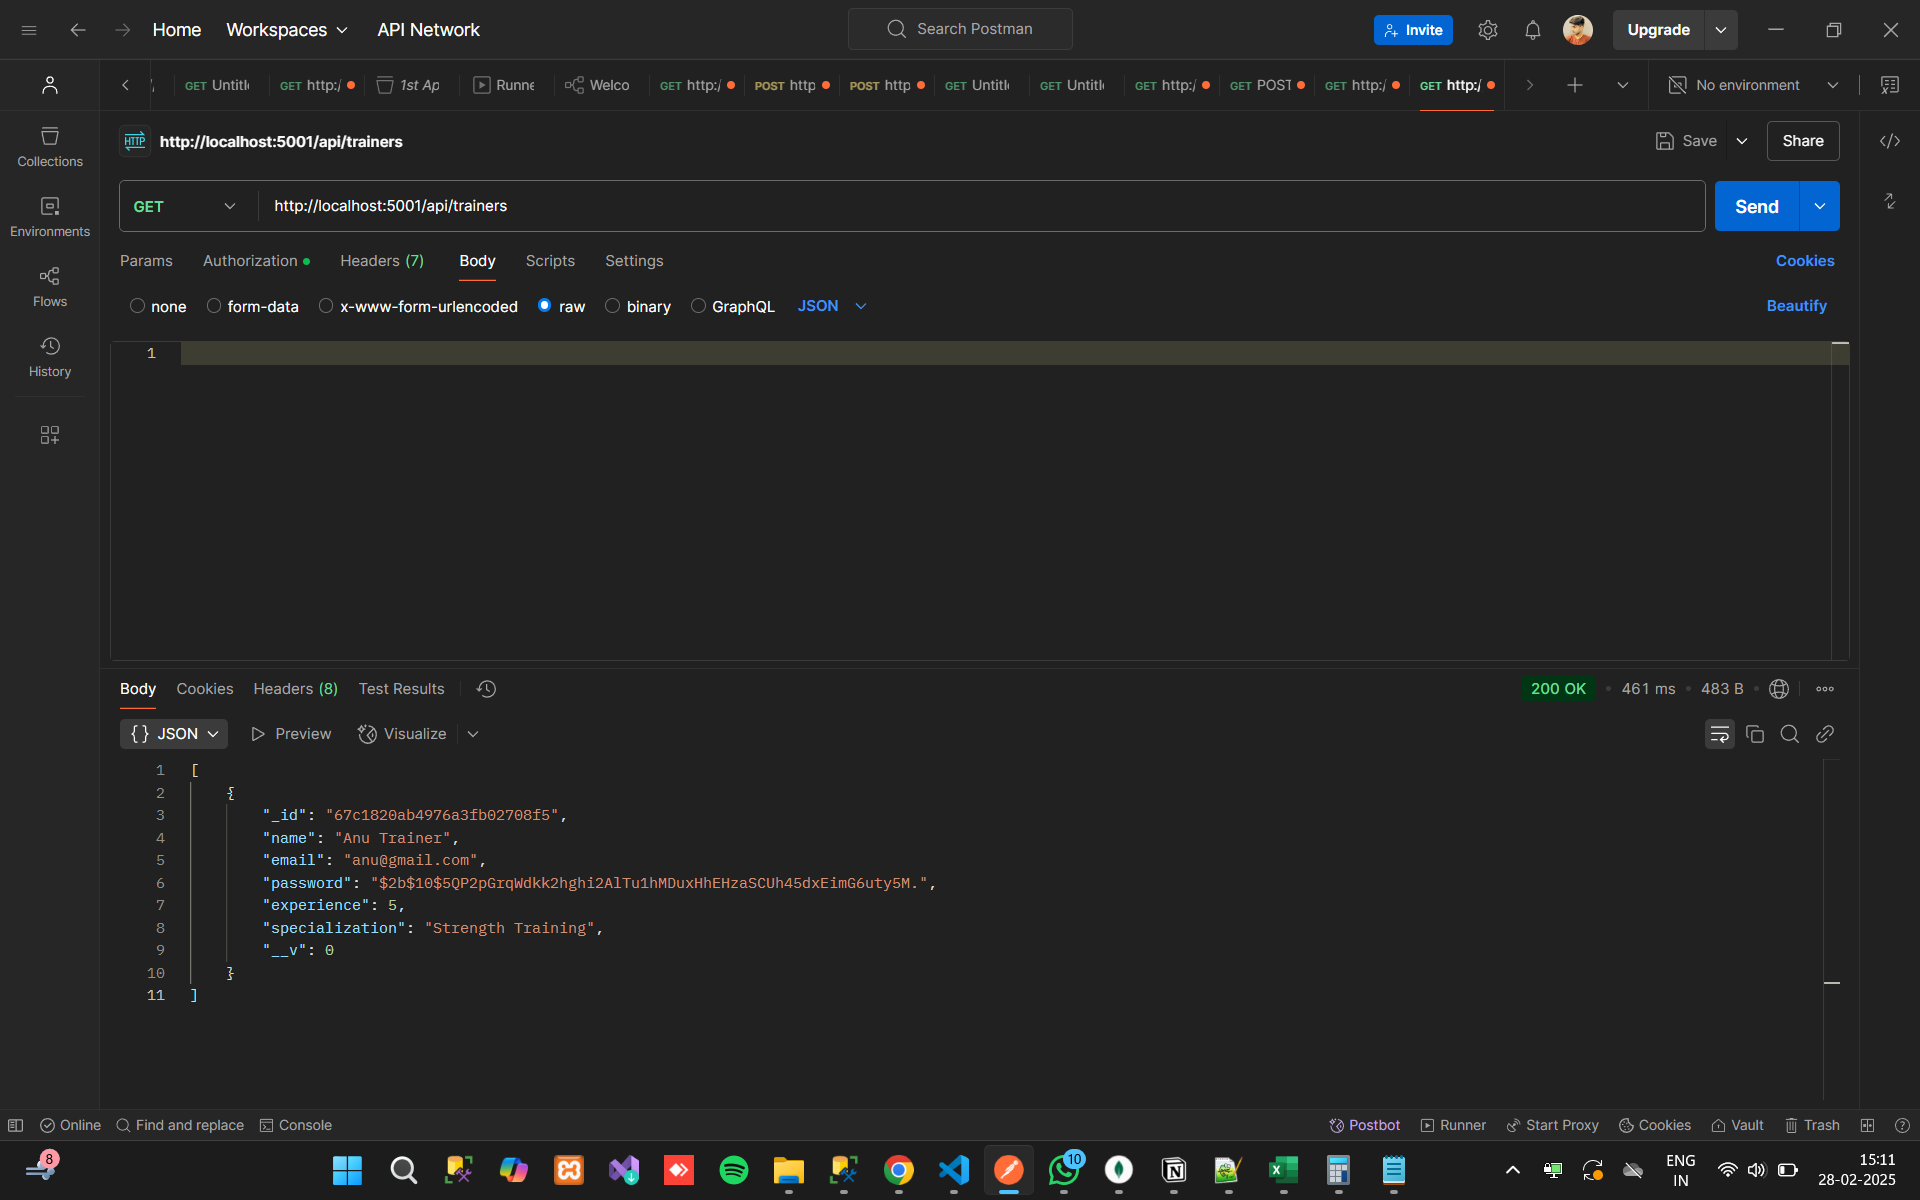 Home Workspaces API Network Search Postman Invite Upgrade
GET Untitle GET http:/ 1st Ap Runne Welco GET http:/ POST http POST http GET Untitle GET Untitle GET http:/ GET POST GET http:/ GET http:/ No environment
HTTP http://localhost:5001/api/trainers Save Share
Collections
Environments
Flows
History
GET http://localhost:5001/api/trainers Send
Params Authorization Headers (7) Body Scripts Settings Cookies
none form-data x-www-form-urlencoded raw binary GraphQL JSON Beautify
1
Body Cookies Headers (8) Test Results 200 OK 461 ms 483 B
{} JSON Preview Visualize
1 [
2 {
3 "_id": "67c1820ab4976a3fb02708f5",
4 "name": "Anu Trainer",
5 "email": "anu@gmail.com",
6 "password": "$2b$10$5QP2pGrqWdkk2hghi2AlTu1hMDuxHhEHzaSCUh45dxEimG6uty5M.",
7 "experience": 5,
8 "specialization": "Strength Training",
9 "__v": 0
10 }
11 ]
Online Find and replace Console Postbot Runner Start Proxy Cookies Vault Trash
8 10 ENG IN 15:11 28-02-2025